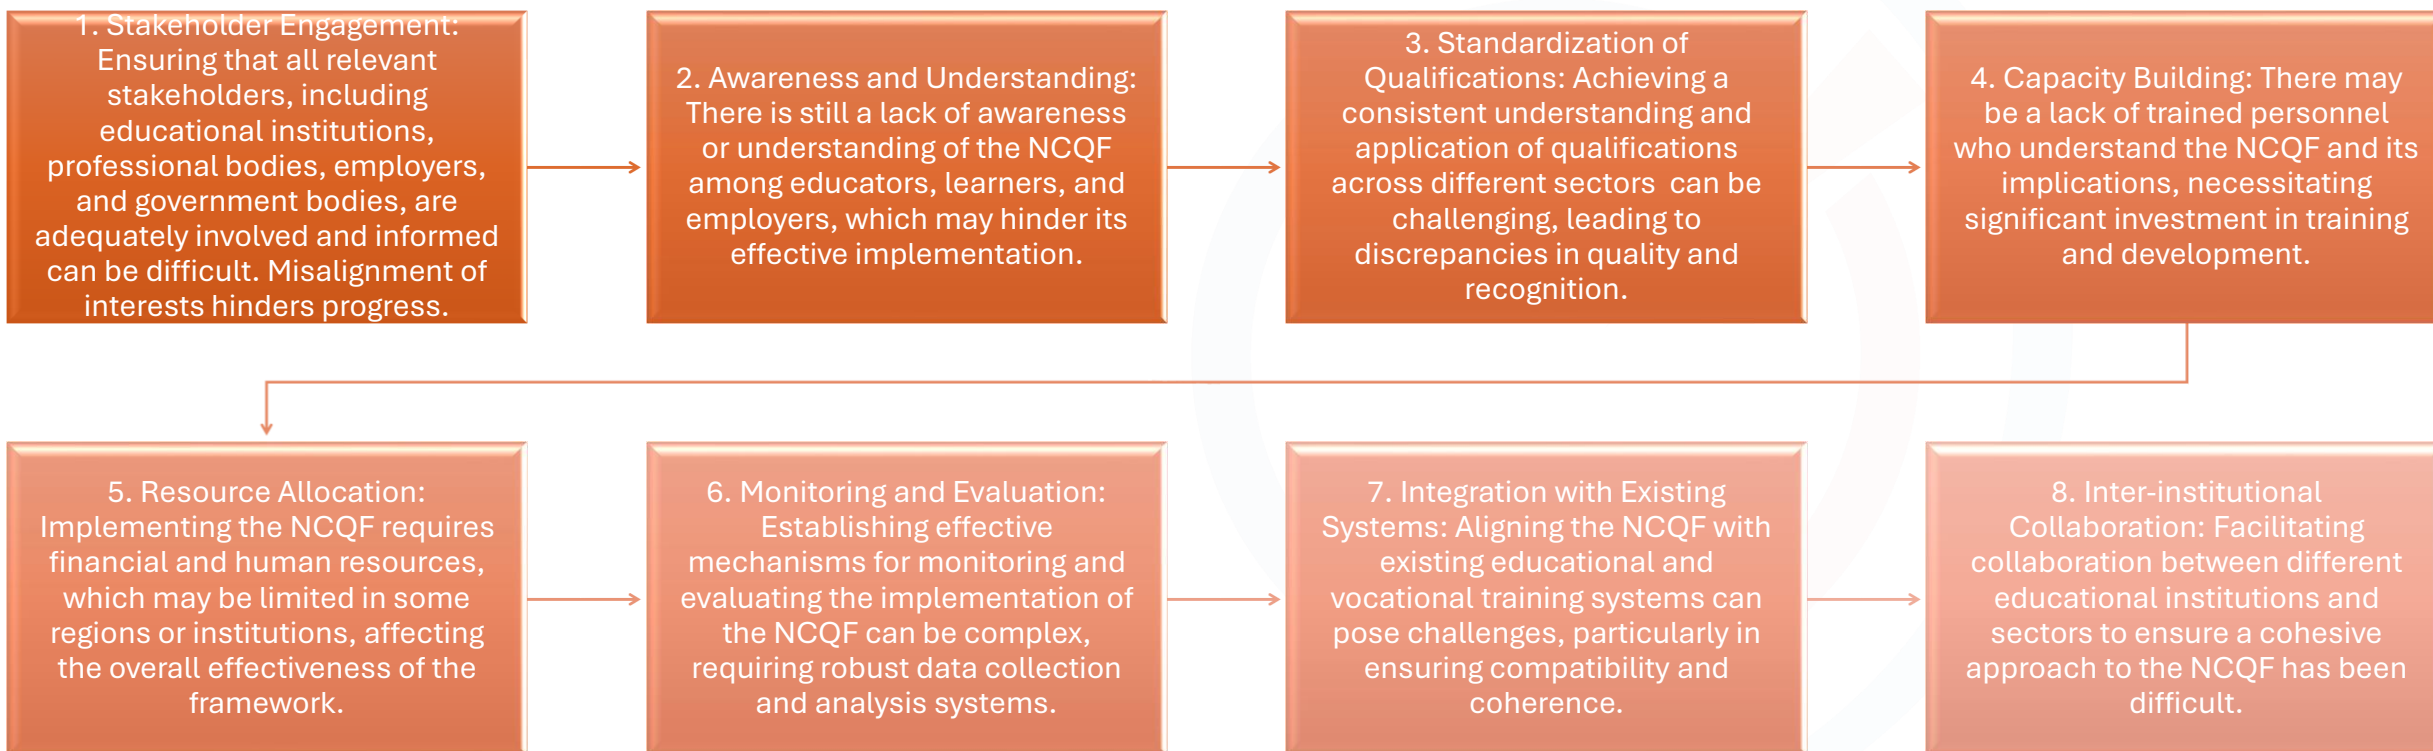 1. Stakeholder Engagement:
Ensuring that all relevant
stakeholders, including
educational institutions,
professional bodies, employers,
and government bodies, are
adequately involved and informed
can be difficult. Misalignment of
interests hinders progress.
2. Awareness and Understanding:
There is still a lack of awareness
or understanding of the NCQF
among educators, learners, and
employers, which may hinder its
effective implementation.
3. Standardization of
Qualifications: Achieving a
consistent understanding and
application of qualifications
across different sectors can be
challenging, leading to
discrepancies in quality and
recognition.
4. Capacity Building: There may
be a lack of trained personnel
who understand the NCQF and its
implications, necessitating
significant investment in training
and development.
5. Resource Allocation:
Implementing the NCQF requires
financial and human resources,
which may be limited in some
regions or institutions, affecting
the overall effectiveness of the
framework.
6. Monitoring and Evaluation:
Establishing effective
mechanisms for monitoring and
evaluating the implementation of
the NCQF can be complex,
requiring robust data collection
and analysis systems.
7. Integration with Existing
Systems: Aligning the NCQF with
existing educational and
vocational training systems can
pose challenges, particularly in
ensuring compatibility and
coherence.
8. Inter-institutional
Collaboration: Facilitating
collaboration between different
educational institutions and
sectors to ensure a cohesive
approach to the NCQF has been
difficult.